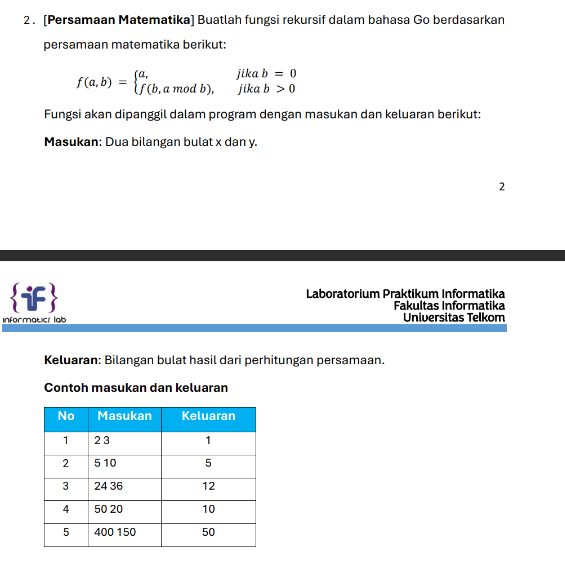 2. [Persamaan Matematika] Buatlah fungsi rekursif dalam bahasa Go berdasarkan
persamaan matematika berikut:
f(a, b) = {a, jika b = 0
{f(b, a mod b), jika b > 0
Fungsi akan dipanggil dalam program dengan masukan dan keluaran berikut:
Masukan: Dua bilangan bulat x dan y.
2
{iF}
informatics lab
Laboratorium Praktikum Informatika
Fakultas Informatika
Universitas Telkom
Keluaran: Bilangan bulat hasil dari perhitungan persamaan.
Contoh masukan dan keluaran
No Masukan Keluaran
1 2 3 1
2 5 10 5
3 24 36 12
4 50 20 10
5 400 150 50